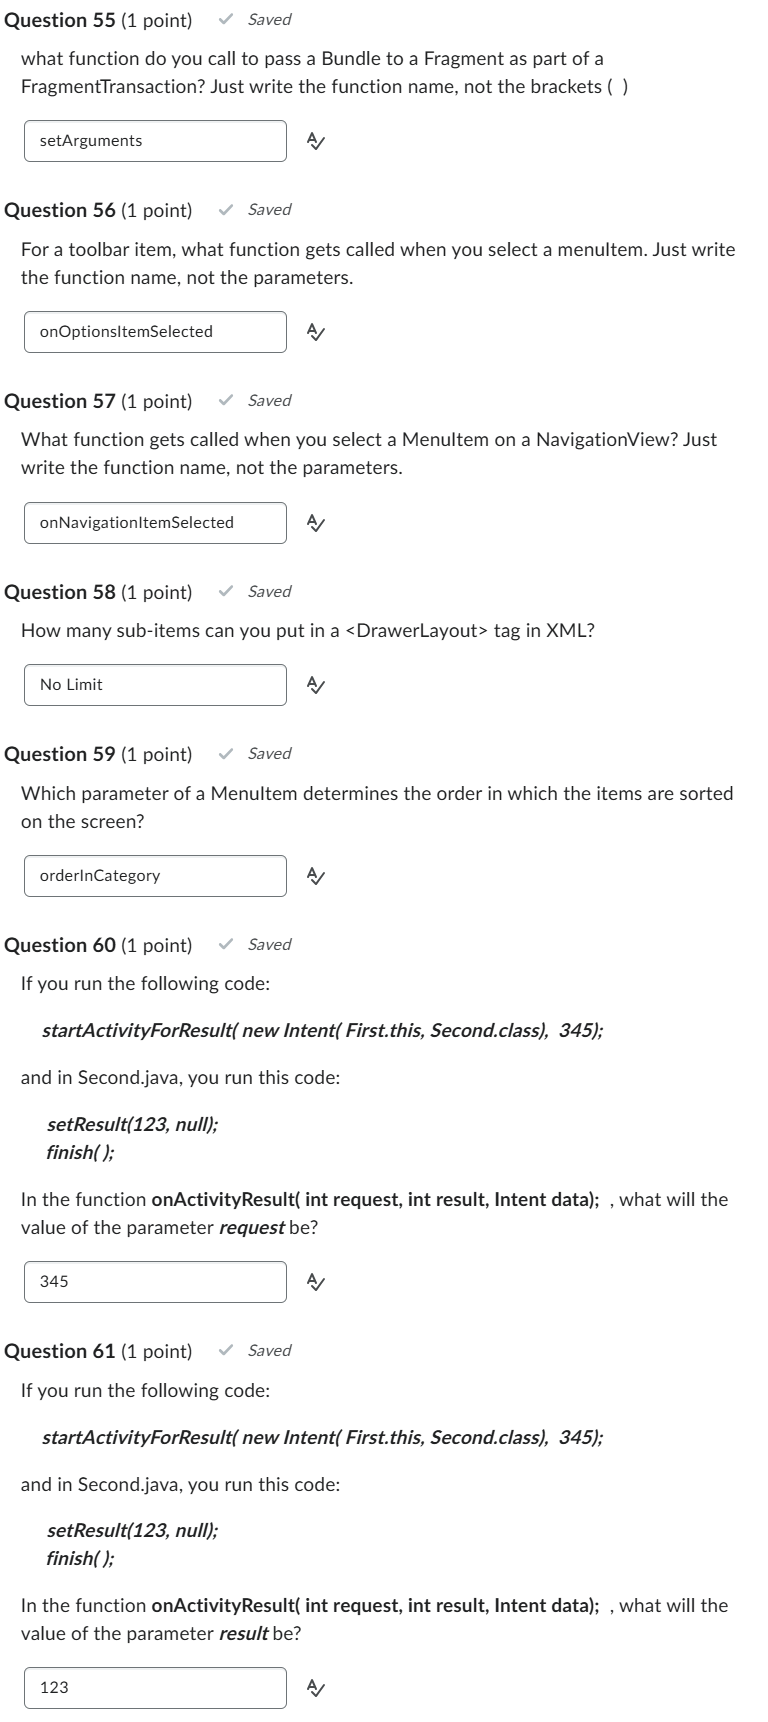 Question 55 (1 point) ✓ Saved
what function do you call to pass a Bundle to a Fragment as part of a
FragmentTransaction? Just write the function name, not the brackets ( )
setArguments
Question 56 (1 point) ✓ Saved
For a toolbar item, what function gets called when you select a menuItem. Just write
the function name, not the parameters.
onOptionsItemSelected
Question 57 (1 point) ✓ Saved
What function gets called when you select a MenuItem on a NavigationView? Just
write the function name, not the parameters.
onNavigationItemSelected
Question 58 (1 point) ✓ Saved
How many sub-items can you put in a <DrawerLayout> tag in XML?
No Limit
Question 59 (1 point) ✓ Saved
Which parameter of a MenuItem determines the order in which the items are sorted
on the screen?
orderInCategory
Question 60 (1 point) ✓ Saved
If you run the following code:
startActivityForResult( new Intent( First.this, Second.class), 345);
and in Second.java, you run this code:
setResult(123, null);
finish( );
In the function onActivityResult( int request, int result, Intent data); , what will the
value of the parameter request be?
345
Question 61 (1 point) ✓ Saved
If you run the following code:
startActivityForResult( new Intent( First.this, Second.class), 345);
and in Second.java, you run this code:
setResult(123, null);
finish( );
In the function onActivityResult( int request, int result, Intent data); , what will the
value of the parameter result be?
123